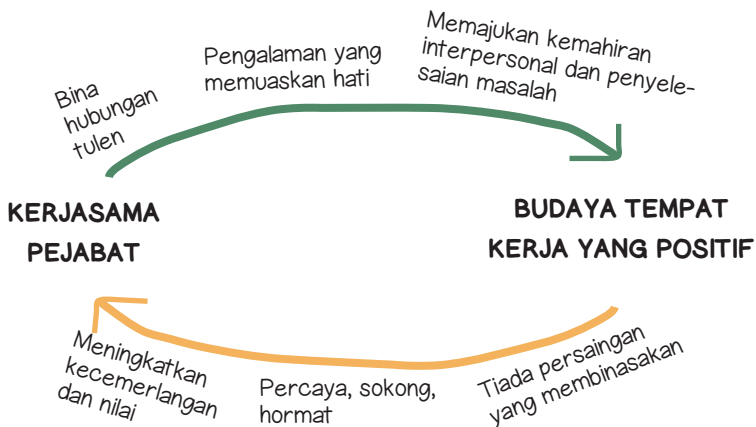 Bina
hubungan
tulen
Pengalaman yang
memuaskan hati
Memajukan kemahiran
interpersonal dan penyele-
saian masalah
KERJASAMA
PEJABAT
BUDAYA TEMPAT
KERJA YANG POSITIF
Meningkatkan
kecemerlangan
dan nilai
Percaya, sokong,
hormat
Tiada persaingan
yang membinasakan